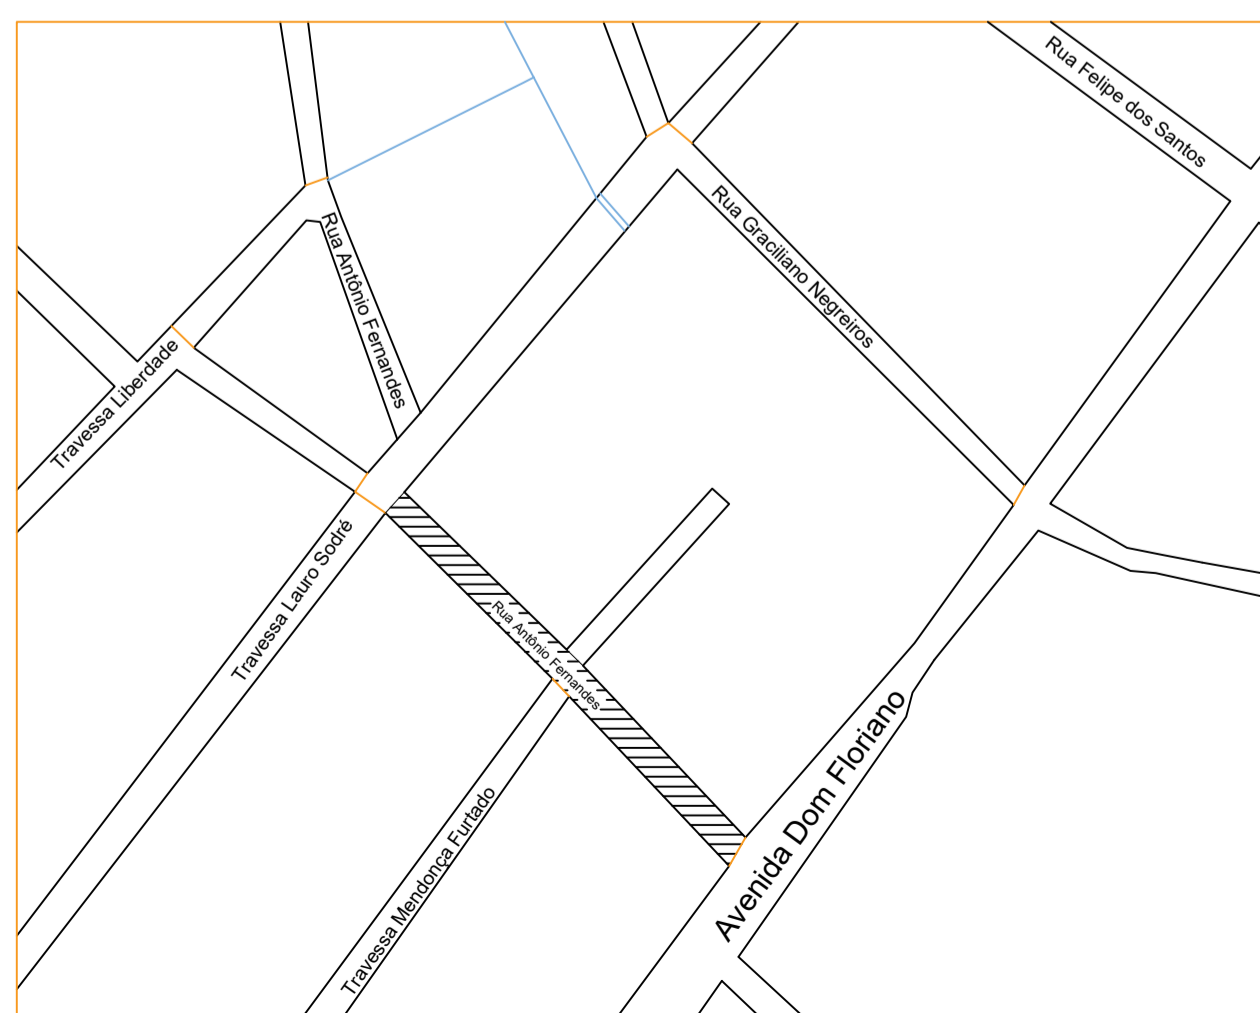 Rua Felipe dos Santos
Rua Graciliano Negreiros
Rua Antônio Fernandes
Travessa Liberdade
Travessa Lauro Sodré
Rua Antônio Fernandes
Avenida Dom Floriano
Travessa Mendonça Furtado